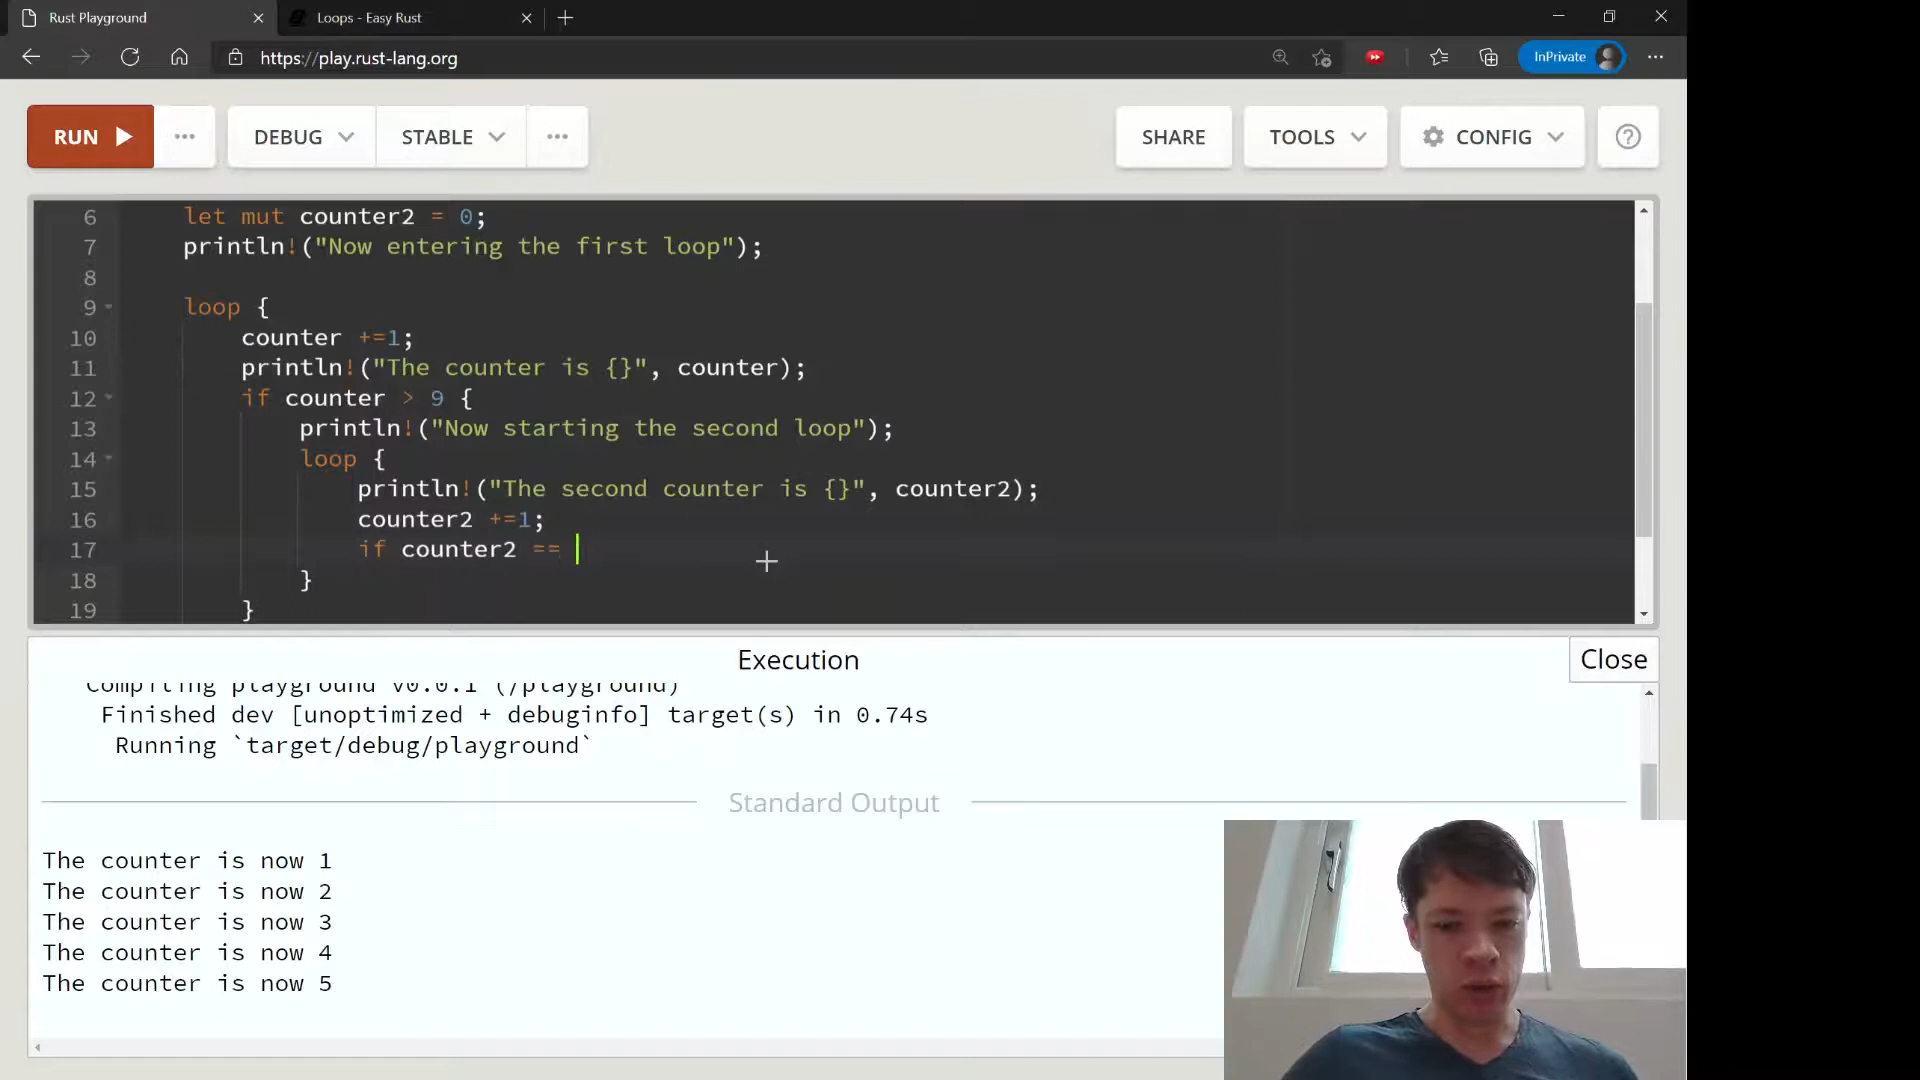 Rust Playground
Loops - Easy Rust
https://play.rust-lang.org
InPrivate
RUN
DEBUG
STABLE
SHARE
TOOLS
CONFIG
6 let mut counter2 = 0;
7 println!("Now entering the first loop");
8
9 loop {
10 counter +=1;
11 println!("The counter is {}", counter);
12 if counter > 9 {
13 println!("Now starting the second loop");
14 loop {
15 println!("The second counter is {}", counter2);
16 counter2 +=1;
17 if counter2 ==
18 }
19 }
Execution
Close
Compiling playground v0.0.1 (/playground)
Finished dev [unoptimized + debuginfo] target(s) in 0.74s
Running `target/debug/playground`
Standard Output
The counter is now 1
The counter is now 2
The counter is now 3
The counter is now 4
The counter is now 5